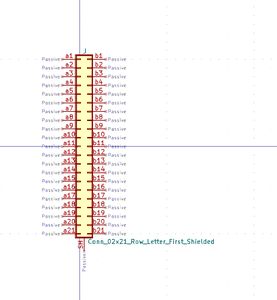 J
Passive a1 b1 Passive
Passive a2 b2 Passive
Passive a3 b3 Passive
Passive a4 b4 Passive
Passive a5 b5 Passive
Passive a6 b6 Passive
Passive a7 b7 Passive
Passive a8 b8 Passive
Passive a9 b9 Passive
Passive a10 b10 Passive
Passive a11 b11 Passive
Passive a12 b12 Passive
Passive a13 b13 Passive
Passive a14 b14 Passive
Passive a15 b15 Passive
Passive a16 b16 Passive
Passive a17 b17 Passive
Passive a18 b18 Passive
Passive a19 b19 Passive
Passive a20 b20 Passive
Passive a21 b21 Passive
Conn_02x21_Row_Letter_First_Shielded
SH
Passive